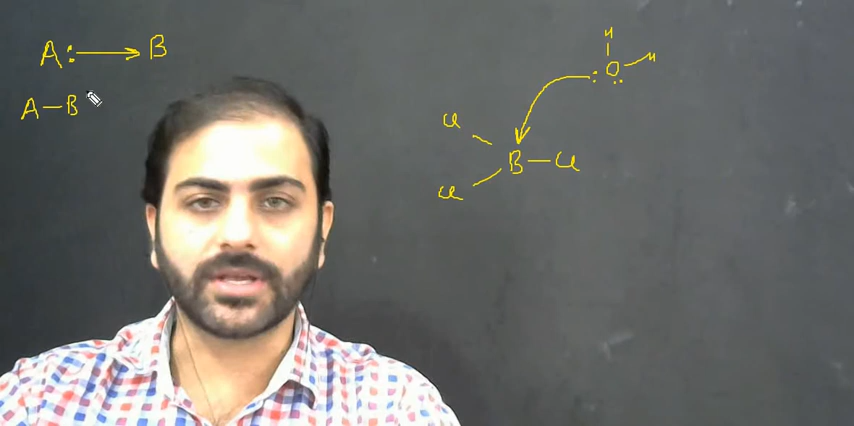 A: → B
A—B
H
:O—H
Cl
B—Cl
Cl